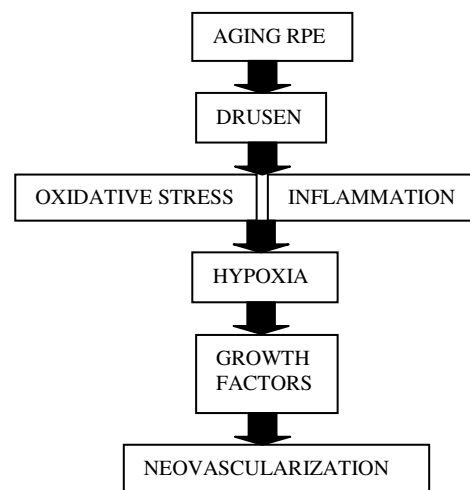 AGING RPE
DRUSEN
OXIDATIVE STRESS
INFLAMMATION
HYPOXIA
GROWTH
FACTORS
NEOVASCULARIZATION